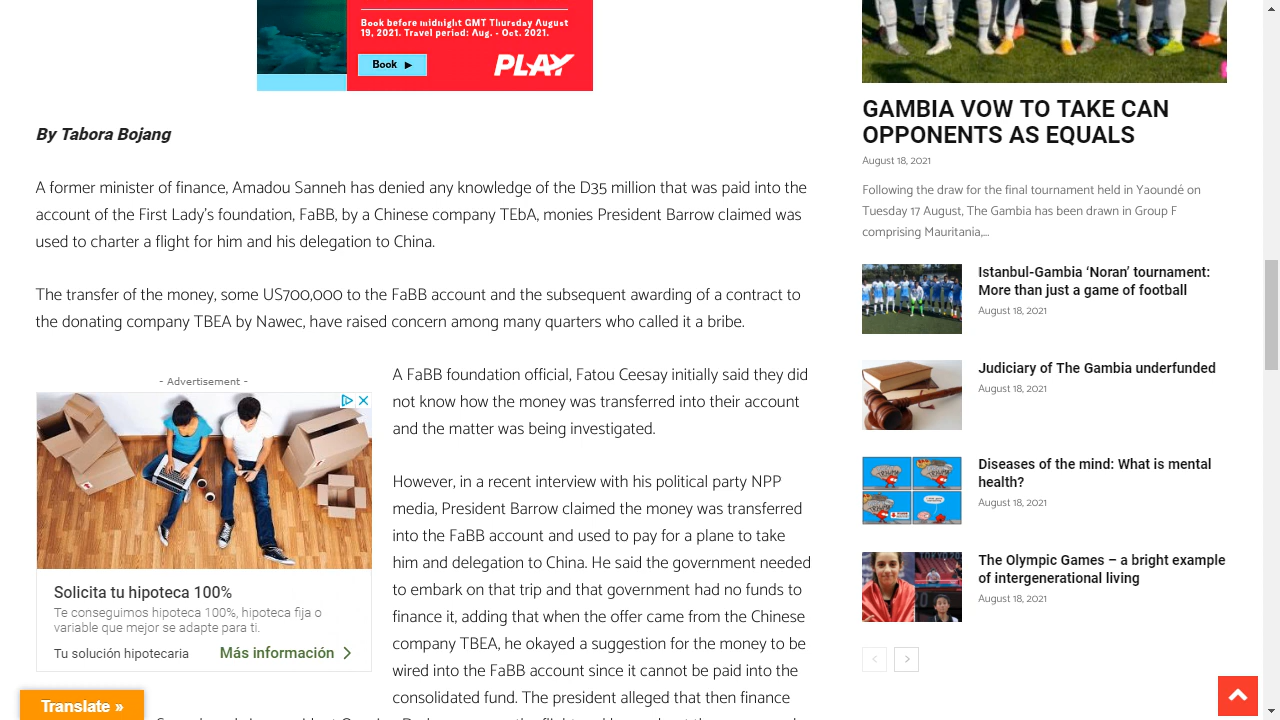 Book before midnight GMT Thursday August
19, 2021. Travel period: Aug. - Oct. 2021.
Book ►
PLAY
By Tabora Bojang
A former minister of finance, Amadou Sanneh has denied any knowledge of the D35 million that was paid into the
account of the First Lady's foundation, FaBB, by a Chinese company TEbA, monies President Barrow claimed was
used to charter a flight for him and his delegation to China.
The transfer of the money, some US700,000 to the FaBB account and the subsequent awarding of a contract to
the donating company TBEA by Nawec, have raised concern among many quarters who called it a bribe.
- Advertisement -
Solicita tu hipoteca 100%
Te conseguimos hipoteca 100%, hipoteca fija o
variable que mejor se adapte para ti.
Tu solución hipotecaria
Más información
A FaBB foundation official, Fatou Ceesay initially said they did
not know how the money was transferred into their account
and the matter was being investigated.
However, in a recent interview with his political party NPP
media, President Barrow claimed the money was transferred
into the FaBB account and used to pay for a plane to take
him and delegation to China. He said the government needed
to embark on that trip and that government had no funds to
finance it, adding that when the offer came from the Chinese
company TBEA, he okayed a suggestion for the money to be
wired into the FaBB account since it cannot be paid into the
consolidated fund. The president alleged that then finance
Translate »
GAMBIA VOW TO TAKE CAN
OPPONENTS AS EQUALS
August 18, 2021
Following the draw for the final tournament held in Yaoundé on
Tuesday 17 August, The Gambia has been drawn in Group F
comprising Mauritania,...
Istanbul-Gambia ‘Noran’ tournament:
More than just a game of football
August 18, 2021
Judiciary of The Gambia underfunded
August 18, 2021
Diseases of the mind: What is mental
health?
August 18, 2021
The Olympic Games – a bright example
of intergenerational living
August 18, 2021